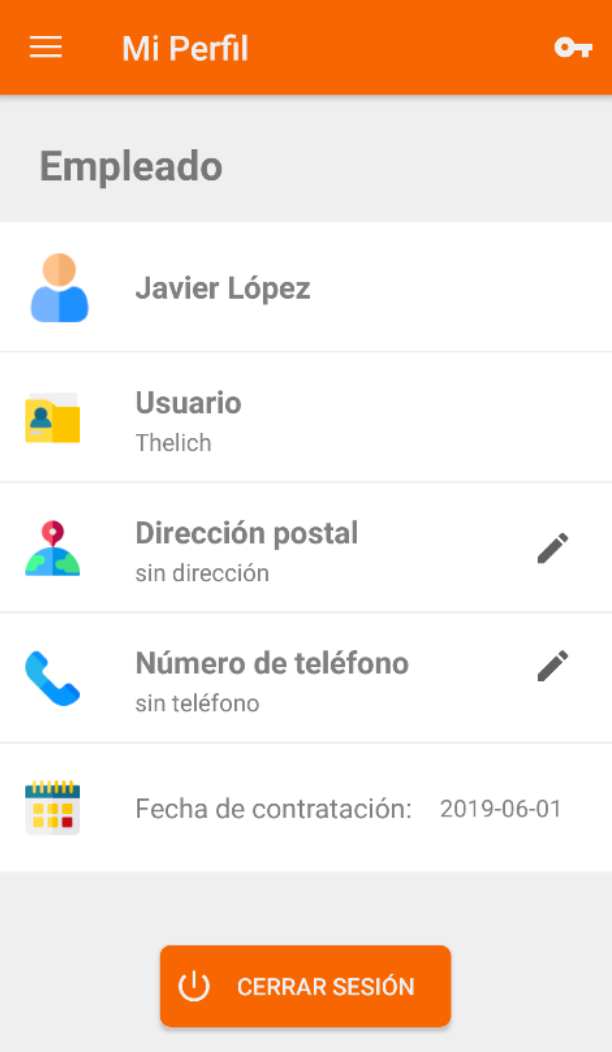 Mi Perfil
Empleado
Javier López
Usuario
Thelich
Dirección postal
sin dirección
Número de teléfono
sin teléfono
Fecha de contratación: 2019-06-01
CERRAR SESIÓN